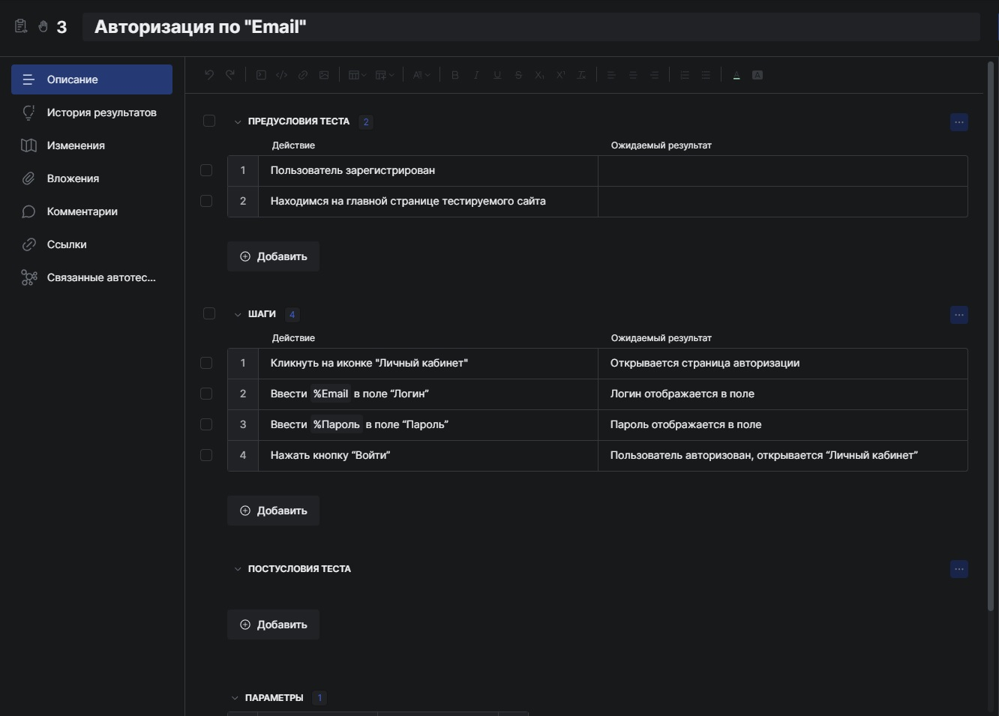 3 Авторизация по "Email"
Описание
История результатов
Изменения
Вложения
Комментарии
Ссылки
Связанные автотес...
ПРЕДУСЛОВИЯ ТЕСТА 2
Действие Ожидаемый результат
1 Пользователь зарегистрирован
2 Находимся на главной странице тестируемого сайта
Добавить
ШАГИ 4
Действие Ожидаемый результат
1 Кликнуть на иконке "Личный кабинет" Открывается страница авторизации
2 Ввести %Email в поле “Логин” Логин отображается в поле
3 Ввести %Пароль в поле “Пароль” Пароль отображается в поле
4 Нажать кнопку “Войти” Пользователь авторизован, открывается “Личный кабинет”
Добавить
ПОСТУСЛОВИЯ ТЕСТА
Добавить
ПАРАМЕТРЫ 1